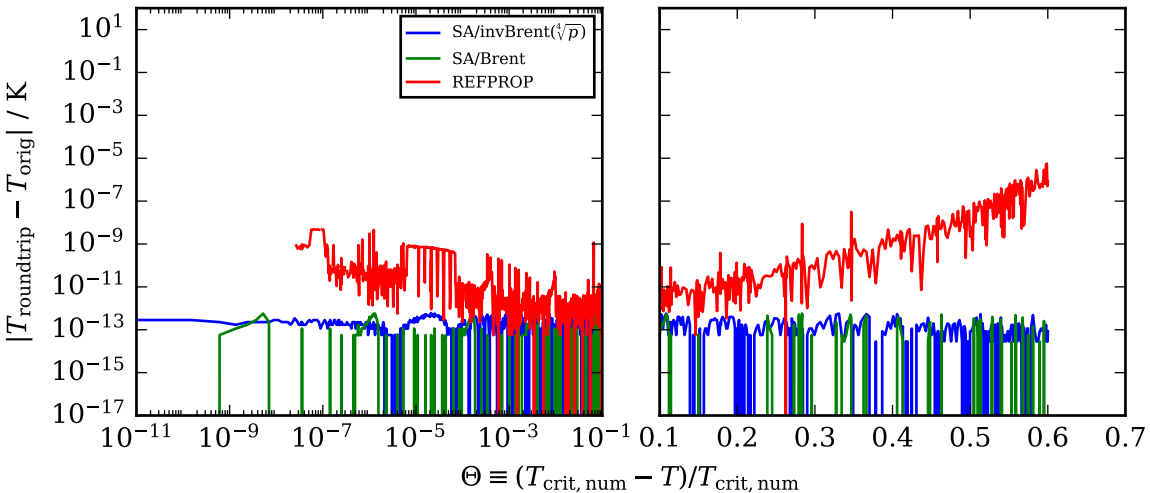 SA/invBrent(∜p)
SA/Brent
REFPROP
|T_roundtrip − T_orig| / K
10^1
10^−1
10^−3
10^−5
10^−7
10^−9
10^−11
10^−13
10^−15
10^−17
10^−11 10^−9 10^−7 10^−5 10^−3 10^−1
0.1 0.2 0.3 0.4 0.5 0.6 0.7
Θ ≡ (T_crit, num − T)/T_crit, num